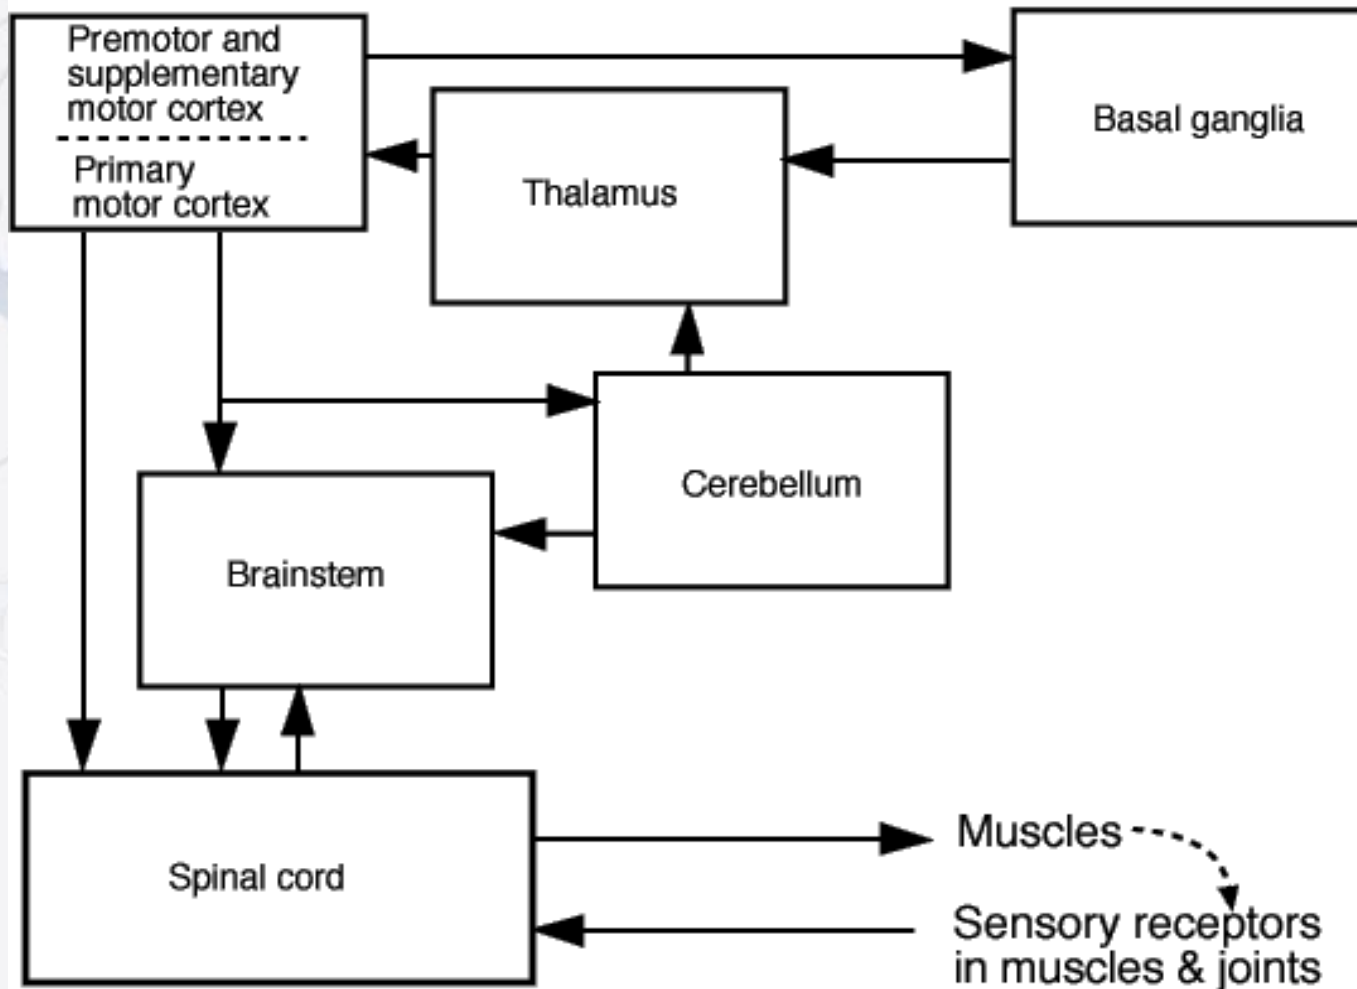 Premotor and
supplementary
motor cortex
Primary
motor cortex
Basal ganglia
Thalamus
Cerebellum
Brainstem
Spinal cord
Muscles
Sensory receptors
in muscles & joints